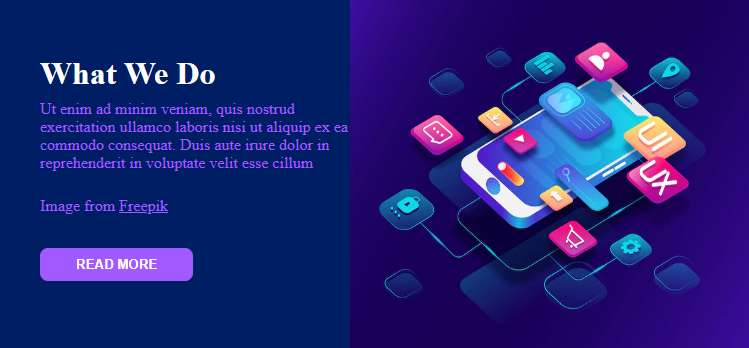 What We Do
Ut enim ad minim veniam, quis nostrud
exercitation ullamco laboris nisi ut aliquip ex ea
commodo consequat. Duis aute irure dolor in
reprehenderit in voluptate velit esse cillum
Image from Freepik
READ MORE
UI
UX